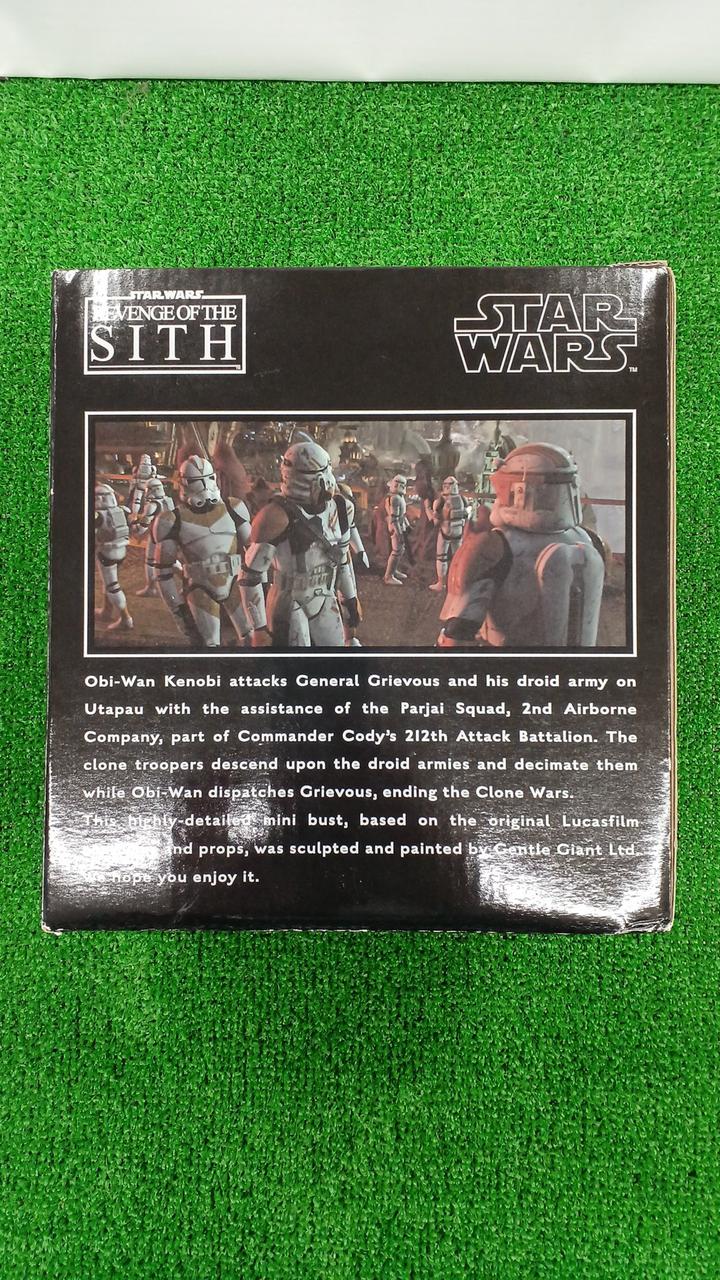 STAR.WARS
REVENGE OF THE
SITH
STAR
WARS
TM
Obi-Wan Kenobi attacks General Grievous and his droid army on
Utapau with the assistance of the Parjai Squad, 2nd Airborne
Company, part of Commander Cody's 212th Attack Battalion. The
clone troopers descend upon the droid armies and decimate them
while Obi-Wan dispatches Grievous, ending the Clone Wars.
This highly-detailed mini bust, based on the original Lucasfilm
and props, was sculpted and painted by Gentle Giant Ltd.
We hope you enjoy it.